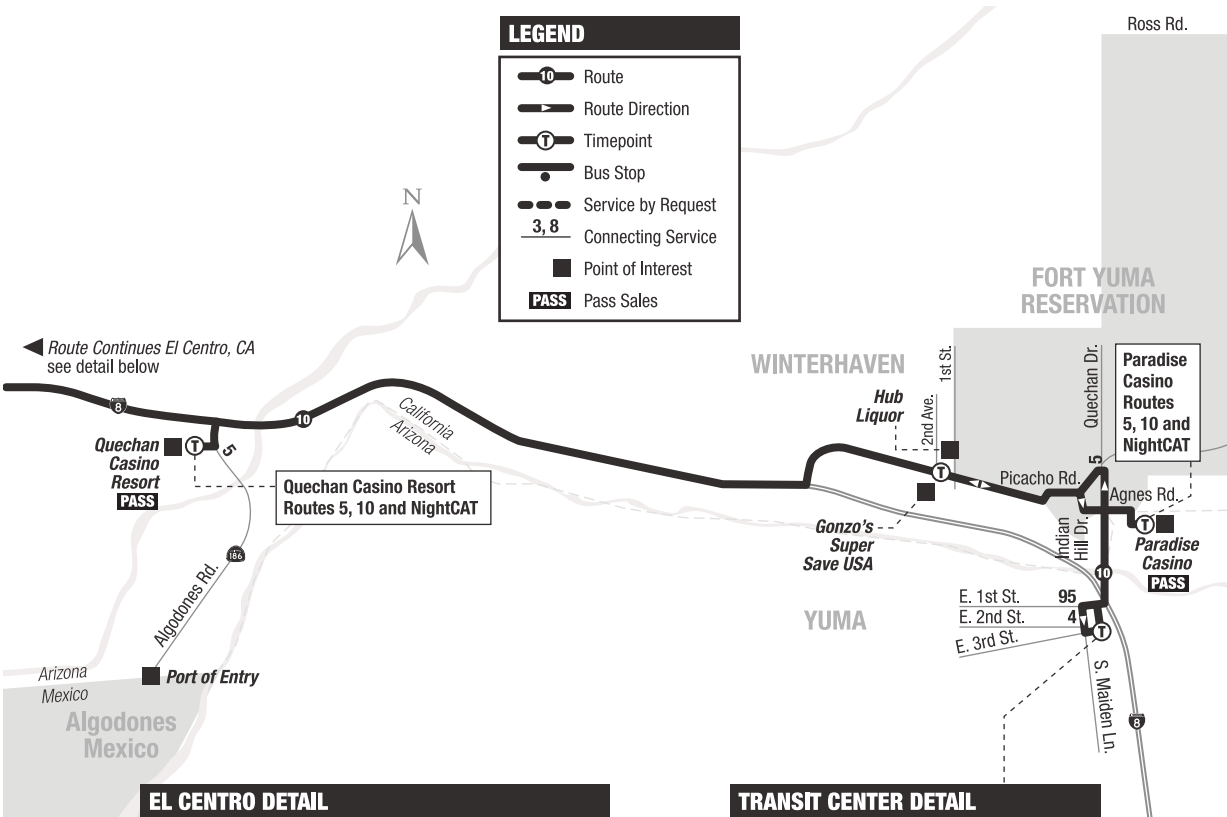 LEGEND
10 Route
Route Direction
T Timepoint
Bus Stop
Service by Request
3, 8 Connecting Service
Point of Interest
PASS Pass Sales
Ross Rd.
N
FORT YUMA
RESERVATION
Route Continues El Centro, CA
see detail below
8
10
California
Arizona
Quechan
Casino
Resort
PASS
T
5
Quechan Casino Resort
Routes 5, 10 and NightCAT
186
Algodones Rd.
Port of Entry
Arizona
Mexico
Algodones
Mexico
WINTERHAVEN
Hub
Liquor
1st St.
2nd Ave.
T
Gonzo's
Super
Save USA
Picacho Rd.
Quechan Dr.
5
Paradise
Casino
Routes
5, 10 and
NightCAT
Agnes Rd.
Indian
Hill Dr.
T
Paradise
Casino
PASS
10
YUMA
E. 1st St. 95
E. 2nd St. 4
E. 3rd St.
T
S. Maiden Ln.
8
EL CENTRO DETAIL
TRANSIT CENTER DETAIL